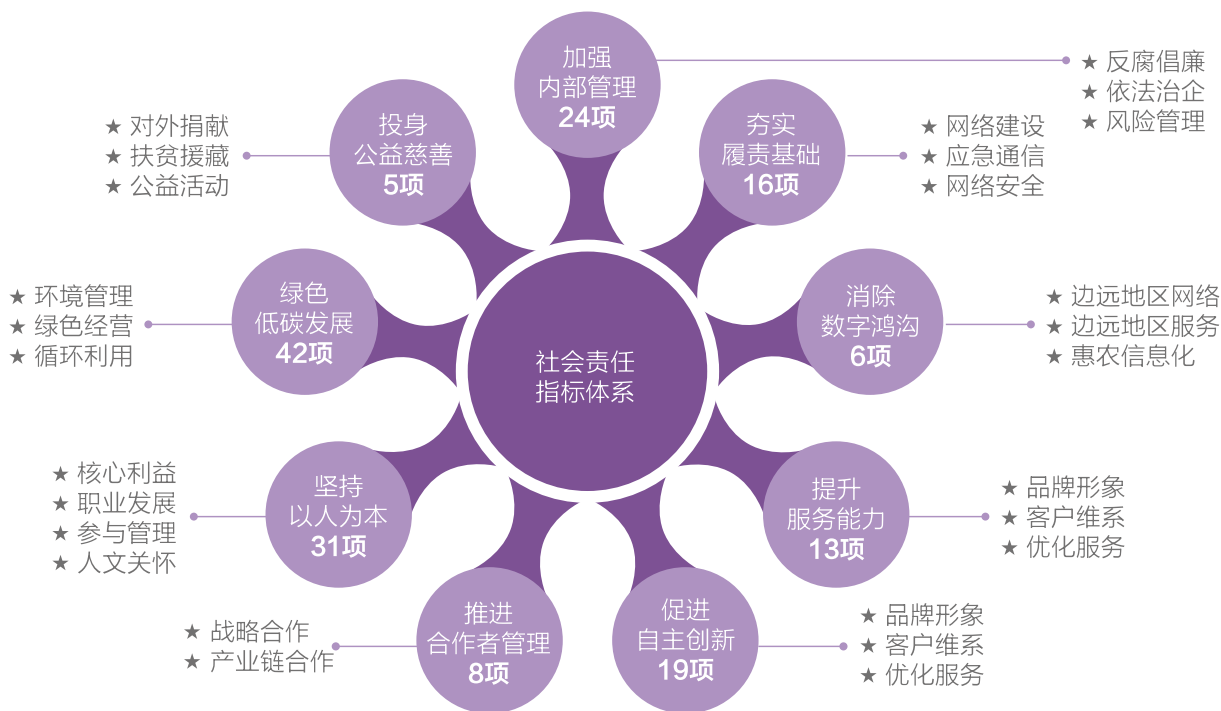 社会责任
指标体系
加强
内部管理
24项
★ 反腐倡廉
★ 依法治企
★ 风险管理
夯实
履责基础
16项
★ 网络建设
★ 应急通信
★ 网络安全
消除
数字鸿沟
6项
★ 边远地区网络
★ 边远地区服务
★ 惠农信息化
提升
服务能力
13项
★ 品牌形象
★ 客户维系
★ 优化服务
促进
自主创新
19项
★ 品牌形象
★ 客户维系
★ 优化服务
推进
合作者管理
8项
★ 战略合作
★ 产业链合作
坚持
以人为本
31项
★ 核心利益
★ 职业发展
★ 参与管理
★ 人文关怀
绿色
低碳发展
42项
★ 环境管理
★ 绿色经营
★ 循环利用
投身
公益慈善
5项
★ 对外捐献
★ 扶贫援藏
★ 公益活动